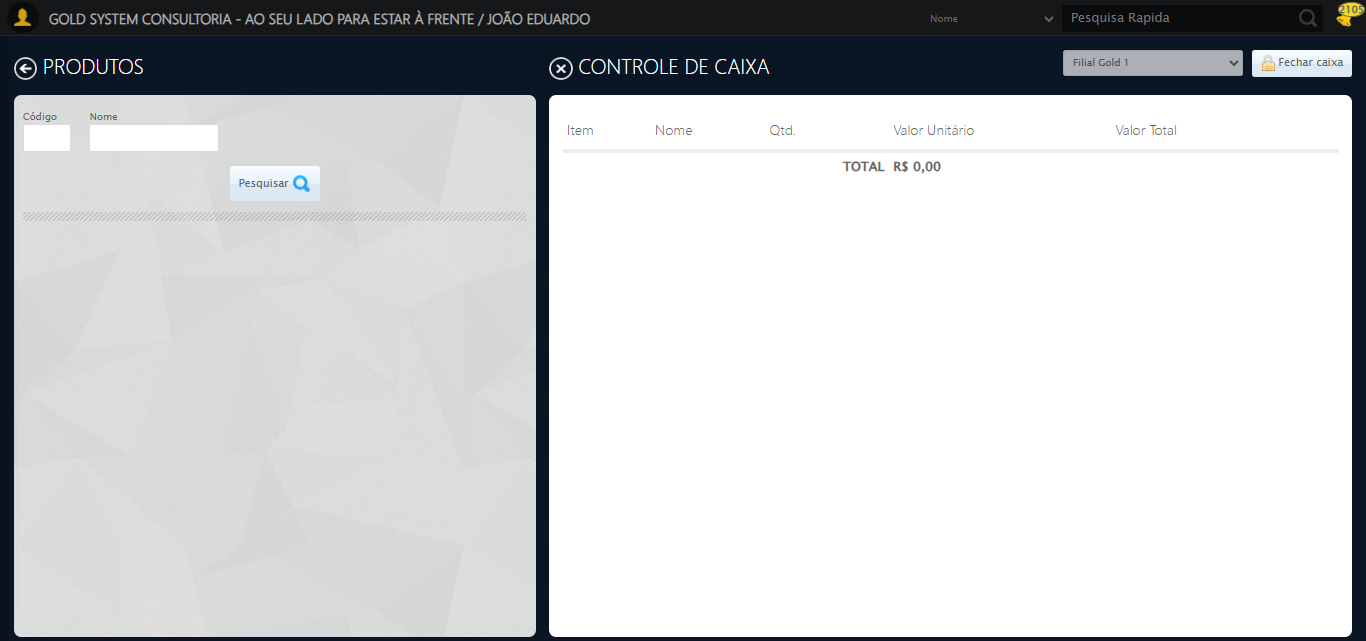 GOLD SYSTEM CONSULTORIA - AO SEU LADO PARA ESTAR À FRENTE / JOÃO EDUARDO
Nome
Pesquisa Rapida
2105
PRODUTOS
CONTROLE DE CAIXA
Filial Gold 1
Fechar caixa
Código Nome
Pesquisar
Item Nome Qtd. Valor Unitário Valor Total
TOTAL R$ 0,00